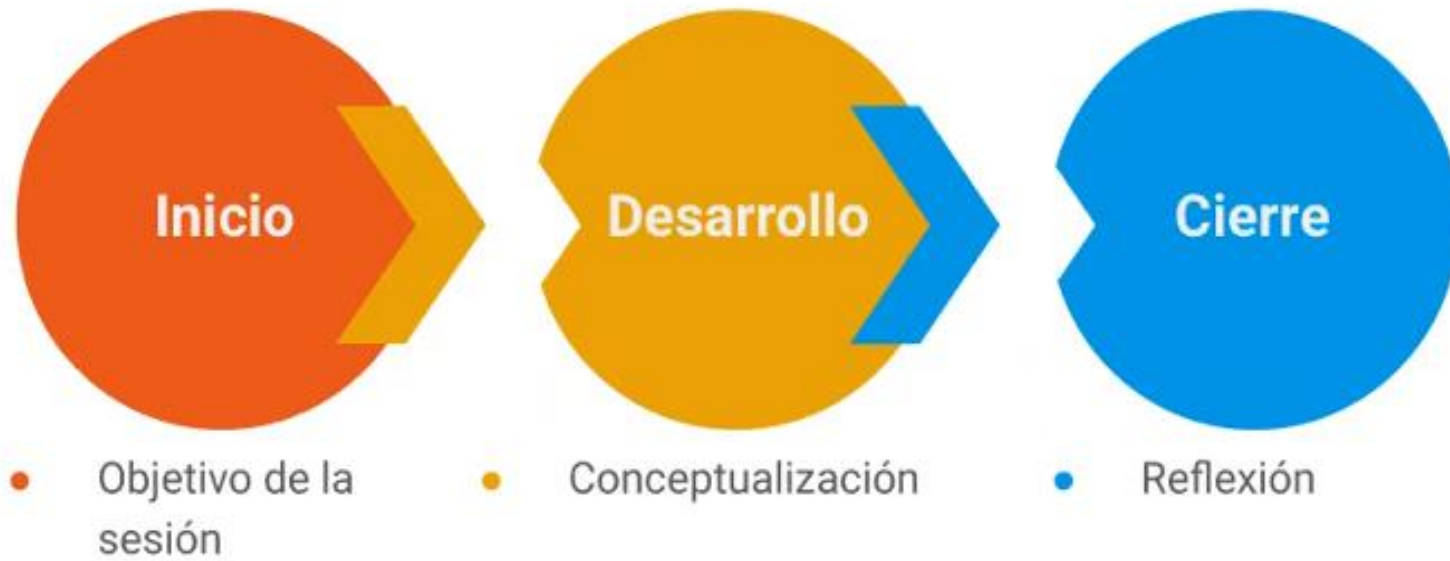 Inicio
Desarrollo
Cierre
• Objetivo de la
sesión
• Conceptualización
• Reflexión